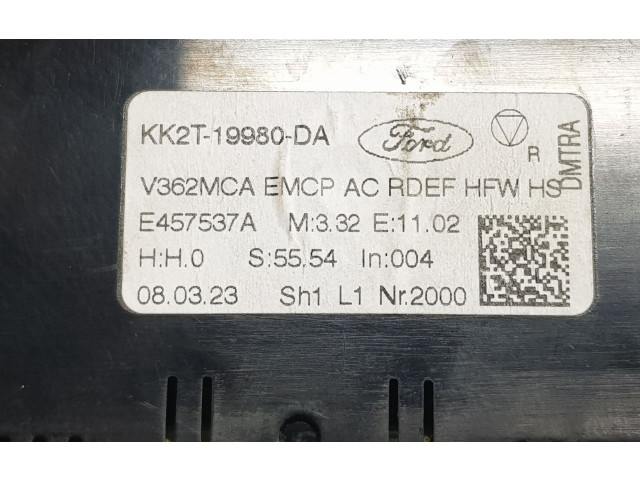 KK2T-19980-DA Ford R
V362MCA EMCP AC RDEF HFW HS
E457537A M:3.32 E:11.02
H:H.0 S:55.54 In:004
08.03.23 Sh1 L1 Nr.2000
DMTRA